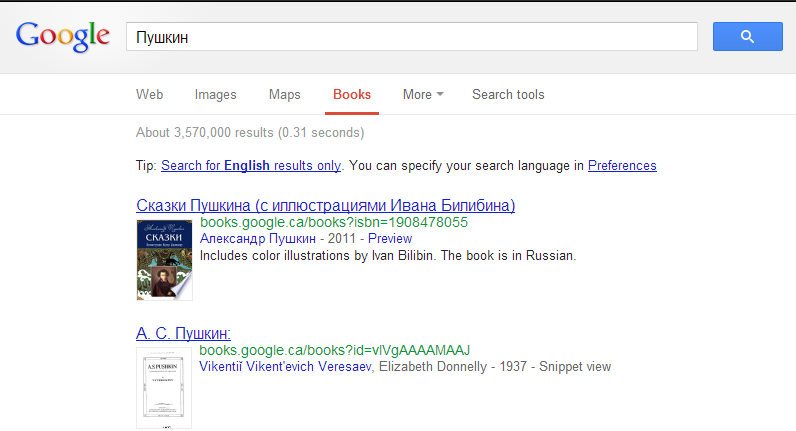 Google Пушкин
Web Images Maps Books More Search tools
About 3,570,000 results (0.31 seconds)
Tip: Search for English results only. You can specify your search language in Preferences
Сказки Пушкина (с иллюстрациями Ивана Билибина)
books.google.ca/books?isbn=1908478055
Александр Пушкин - 2011 - Preview
Includes color illustrations by Ivan Bilibin. The book is in Russian.
СКАЗКИ
А. С. Пушкин:
books.google.ca/books?id=vlVgAAAAMAAJ
Vikentiĭ Vikent'evich Veresaev, Elizabeth Donnelly - 1937 - Snippet view
A.S.PUSHKIN